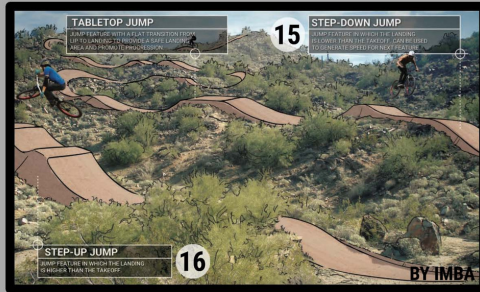 TABLETOP JUMP
JUMP FEATURE WITH A FLAT TRANSITION FROM
UP TO LANDING TO PROVIDE A SAFE LANDING
AREA AND PROMOTE PROGRESSION.
15
STEP-DOWN JUMP
JUMP FEATURE IN WHICH THE LANDING
IS LOWER THAN THE TAKEOFF. CAN BE USED
TO GENERATE SPEED FOR NEXT FEATURE.
STEP-UP JUMP
JUMP FEATURE IN WHICH THE LANDING
IS HIGHER THAN THE TAKEOFF.
16
BY IMBA